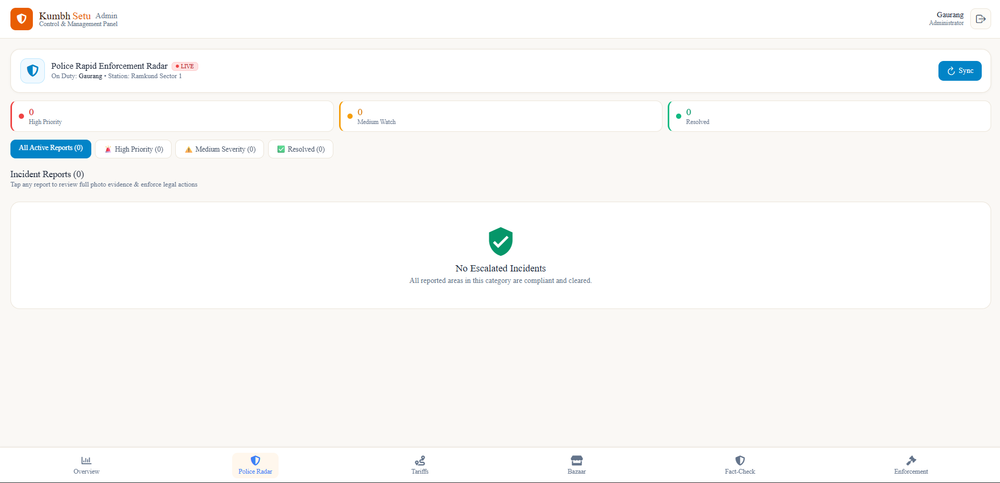 Kumbh Setu Admin
Control & Management Panel
Gaurang
Administrator
Police Rapid Enforcement Radar LIVE
On Duty: Gaurang • Station: Ramkund Sector 1
Sync
0
High Priority
0
Medium Watch
0
Resolved
All Active Reports (0)
High Priority (0)
Medium Severity (0)
Resolved (0)
Incident Reports (0)
Tap any report to review full photo evidence & enforce legal actions
No Escalated Incidents
All reported areas in this category are compliant and cleared.
Overview
Police Radar
Tariffs
Bazaar
Fact-Check
Enforcement